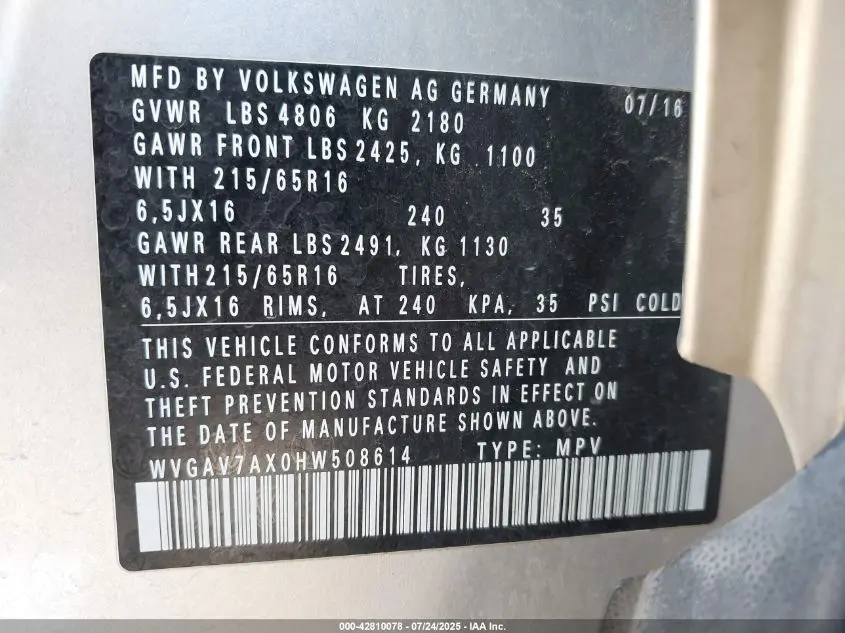 MFD BY VOLKSWAGEN AG GERMANY 07/16
GVWR LBS 4806 KG 2180
GAWR FRONT LBS 2425, KG 1100
WITH 215/65R16
6,5JX16 240 35
GAWR REAR LBS 2491, KG 1130
WITH 215/65R16 TIRES,
6,5JX16 RIMS, AT 240 KPA, 35 PSI COLD
THIS VEHICLE CONFORMS TO ALL APPLICABLE
U.S. FEDERAL MOTOR VEHICLE SAFETY AND
THEFT PREVENTION STANDARDS IN EFFECT ON
THE DATE OF MANUFACTURE SHOWN ABOVE.
WVGAV7AX0HW508614 TYPE: MPV
000-42810078 - 07/24/2025 - IAA Inc.